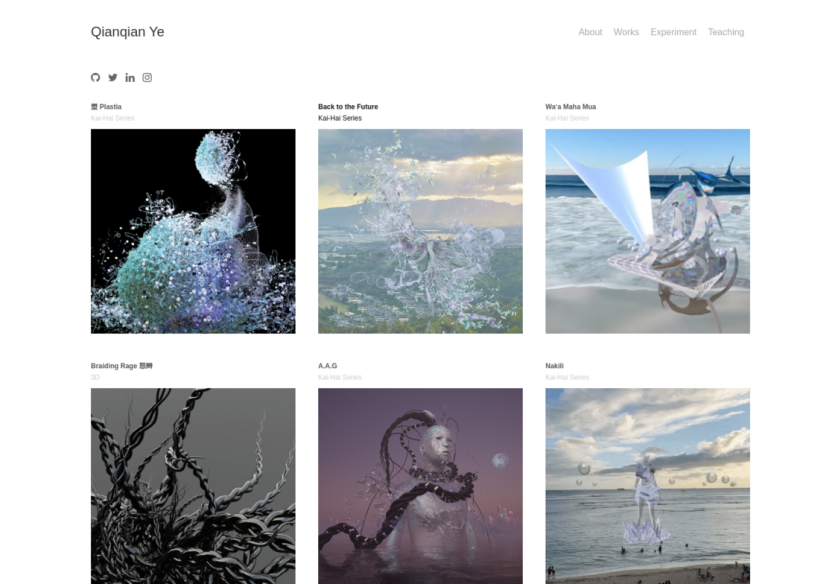 Qianqian Ye
About Works Experiment Teaching
塑 Plastia
Kai-Hai Series
Back to the Future
Kai-Hai Series
Wa'a Maha Mua
Kai-Hai Series
Braiding Rage 怒辫
3D
A.A.G
Kai-Hai Series
Nakili
Kai-Hai Series